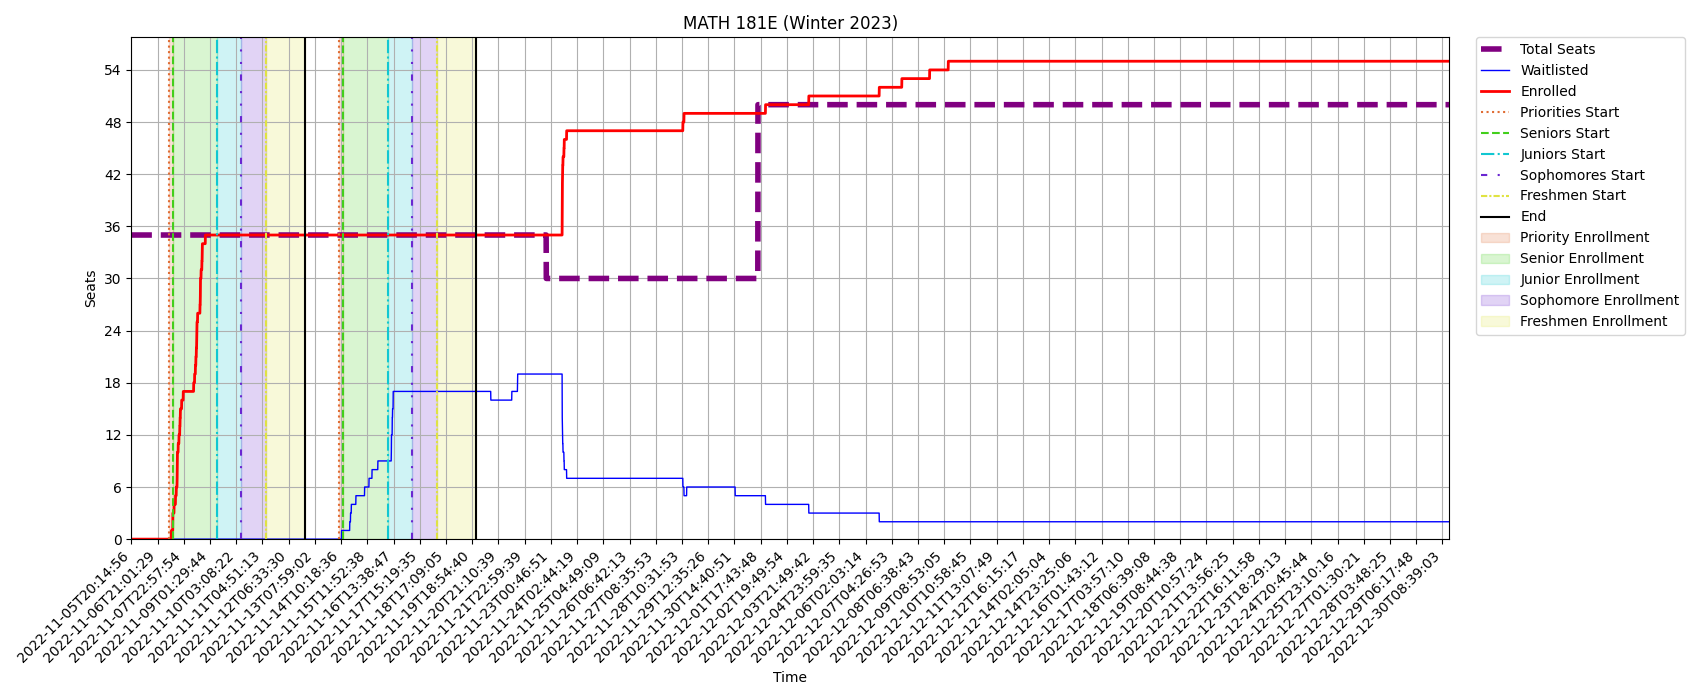 MATH 181E (Winter 2023)
Total Seats
Waitlisted
Enrolled
Priorities Start
Seniors Start
Juniors Start
Sophomores Start
Freshmen Start
End
Priority Enrollment
Senior Enrollment
Junior Enrollment
Sophomore Enrollment
Freshmen Enrollment
Seats
54
48
42
36
30
24
18
12
6
0
2022-11-05T20:14:56
2022-11-06T21:01:29
2022-11-07T22:57:54
2022-11-09T01:29:44
2022-11-10T03:08:22
2022-11-11T04:51:13
2022-11-12T06:33:30
2022-11-13T07:59:02
2022-11-14T10:18:36
2022-11-15T11:52:38
2022-11-16T13:38:47
2022-11-17T15:19:35
2022-11-18T17:09:05
2022-11-19T18:54:40
2022-11-20T21:10:39
2022-11-21T22:59:39
2022-11-23T00:46:51
2022-11-24T02:44:19
2022-11-25T04:49:09
2022-11-26T06:42:13
2022-11-27T08:35:53
2022-11-28T10:31:53
2022-11-29T12:35:26
2022-11-30T14:40:51
2022-12-01T17:43:48
2022-12-02T19:49:54
2022-12-03T21:49:42
2022-12-04T23:59:35
2022-12-06T02:03:14
2022-12-07T04:26:53
2022-12-08T06:38:43
2022-12-09T08:53:05
2022-12-10T10:58:45
2022-12-11T13:07:49
2022-12-12T16:15:17
2022-12-14T02:05:04
2022-12-14T23:25:06
2022-12-16T01:43:12
2022-12-17T03:57:10
2022-12-18T06:39:08
2022-12-19T08:44:38
2022-12-20T10:57:24
2022-12-21T13:56:25
2022-12-22T16:11:58
2022-12-23T18:29:13
2022-12-24T20:45:44
2022-12-25T23:10:16
2022-12-27T01:30:21
2022-12-28T03:48:25
2022-12-29T06:17:48
2022-12-30T08:39:03
Time